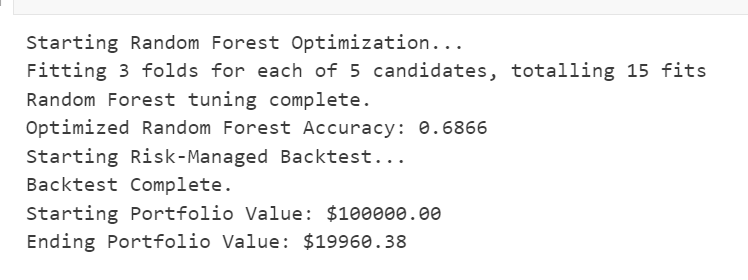 Starting Random Forest Optimization...
Fitting 3 folds for each of 5 candidates, totalling 15 fits
Random Forest tuning complete.
Optimized Random Forest Accuracy: 0.6866
Starting Risk-Managed Backtest...
Backtest Complete.
Starting Portfolio Value: $100000.00
Ending Portfolio Value: $19960.38